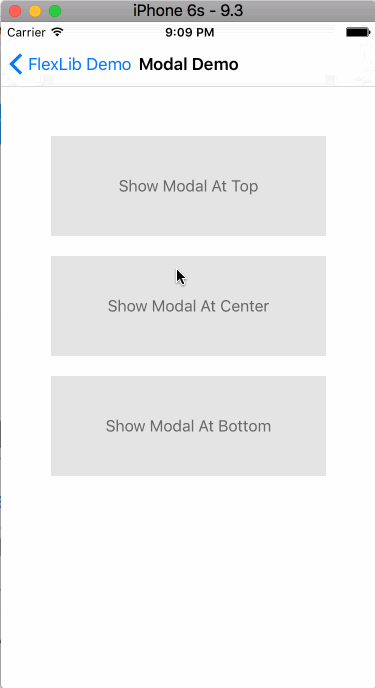 iPhone 6s - 9.3
Carrier 9:09 PM
FlexLib Demo Modal Demo
Show Modal At Top
Show Modal At Center
Show Modal At Bottom